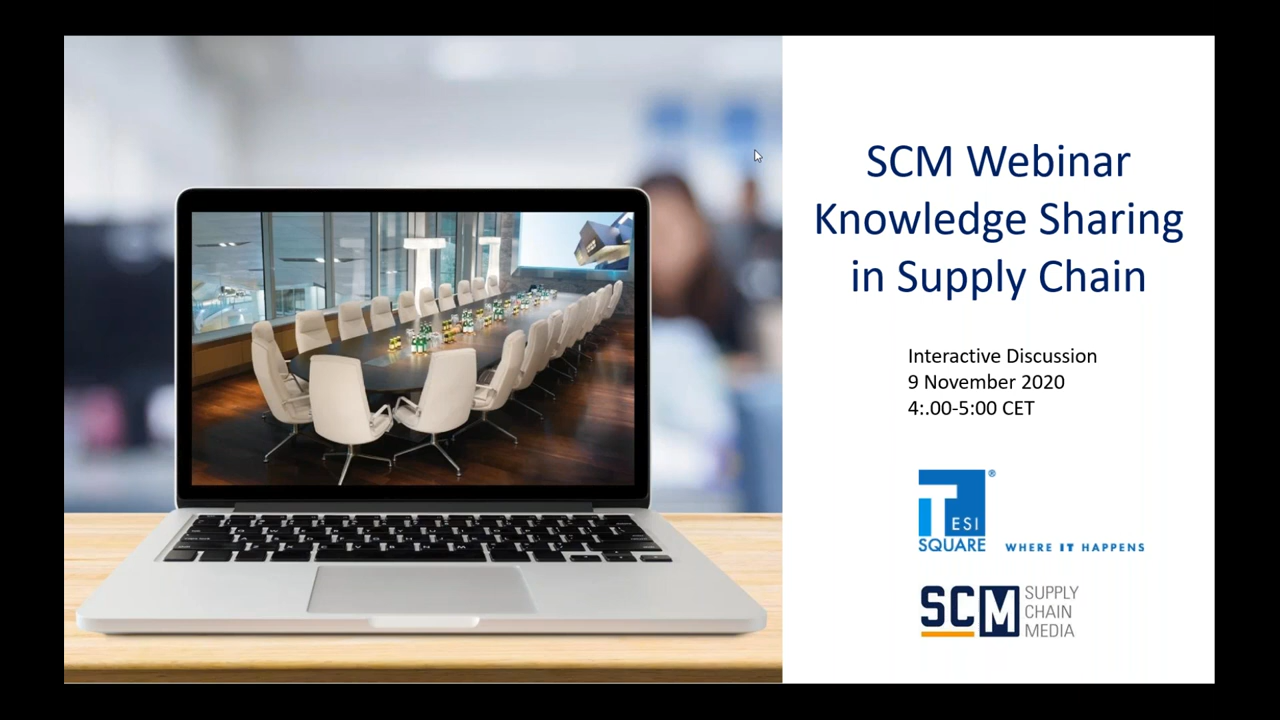 SCM Webinar
Knowledge Sharing
in Supply Chain
Interactive Discussion
9 November 2020
4:.00-5:00 CET
TESI
SQUARE
®
WHERE IT HAPPENS
SCM
SUPPLY
CHAIN
MEDIA